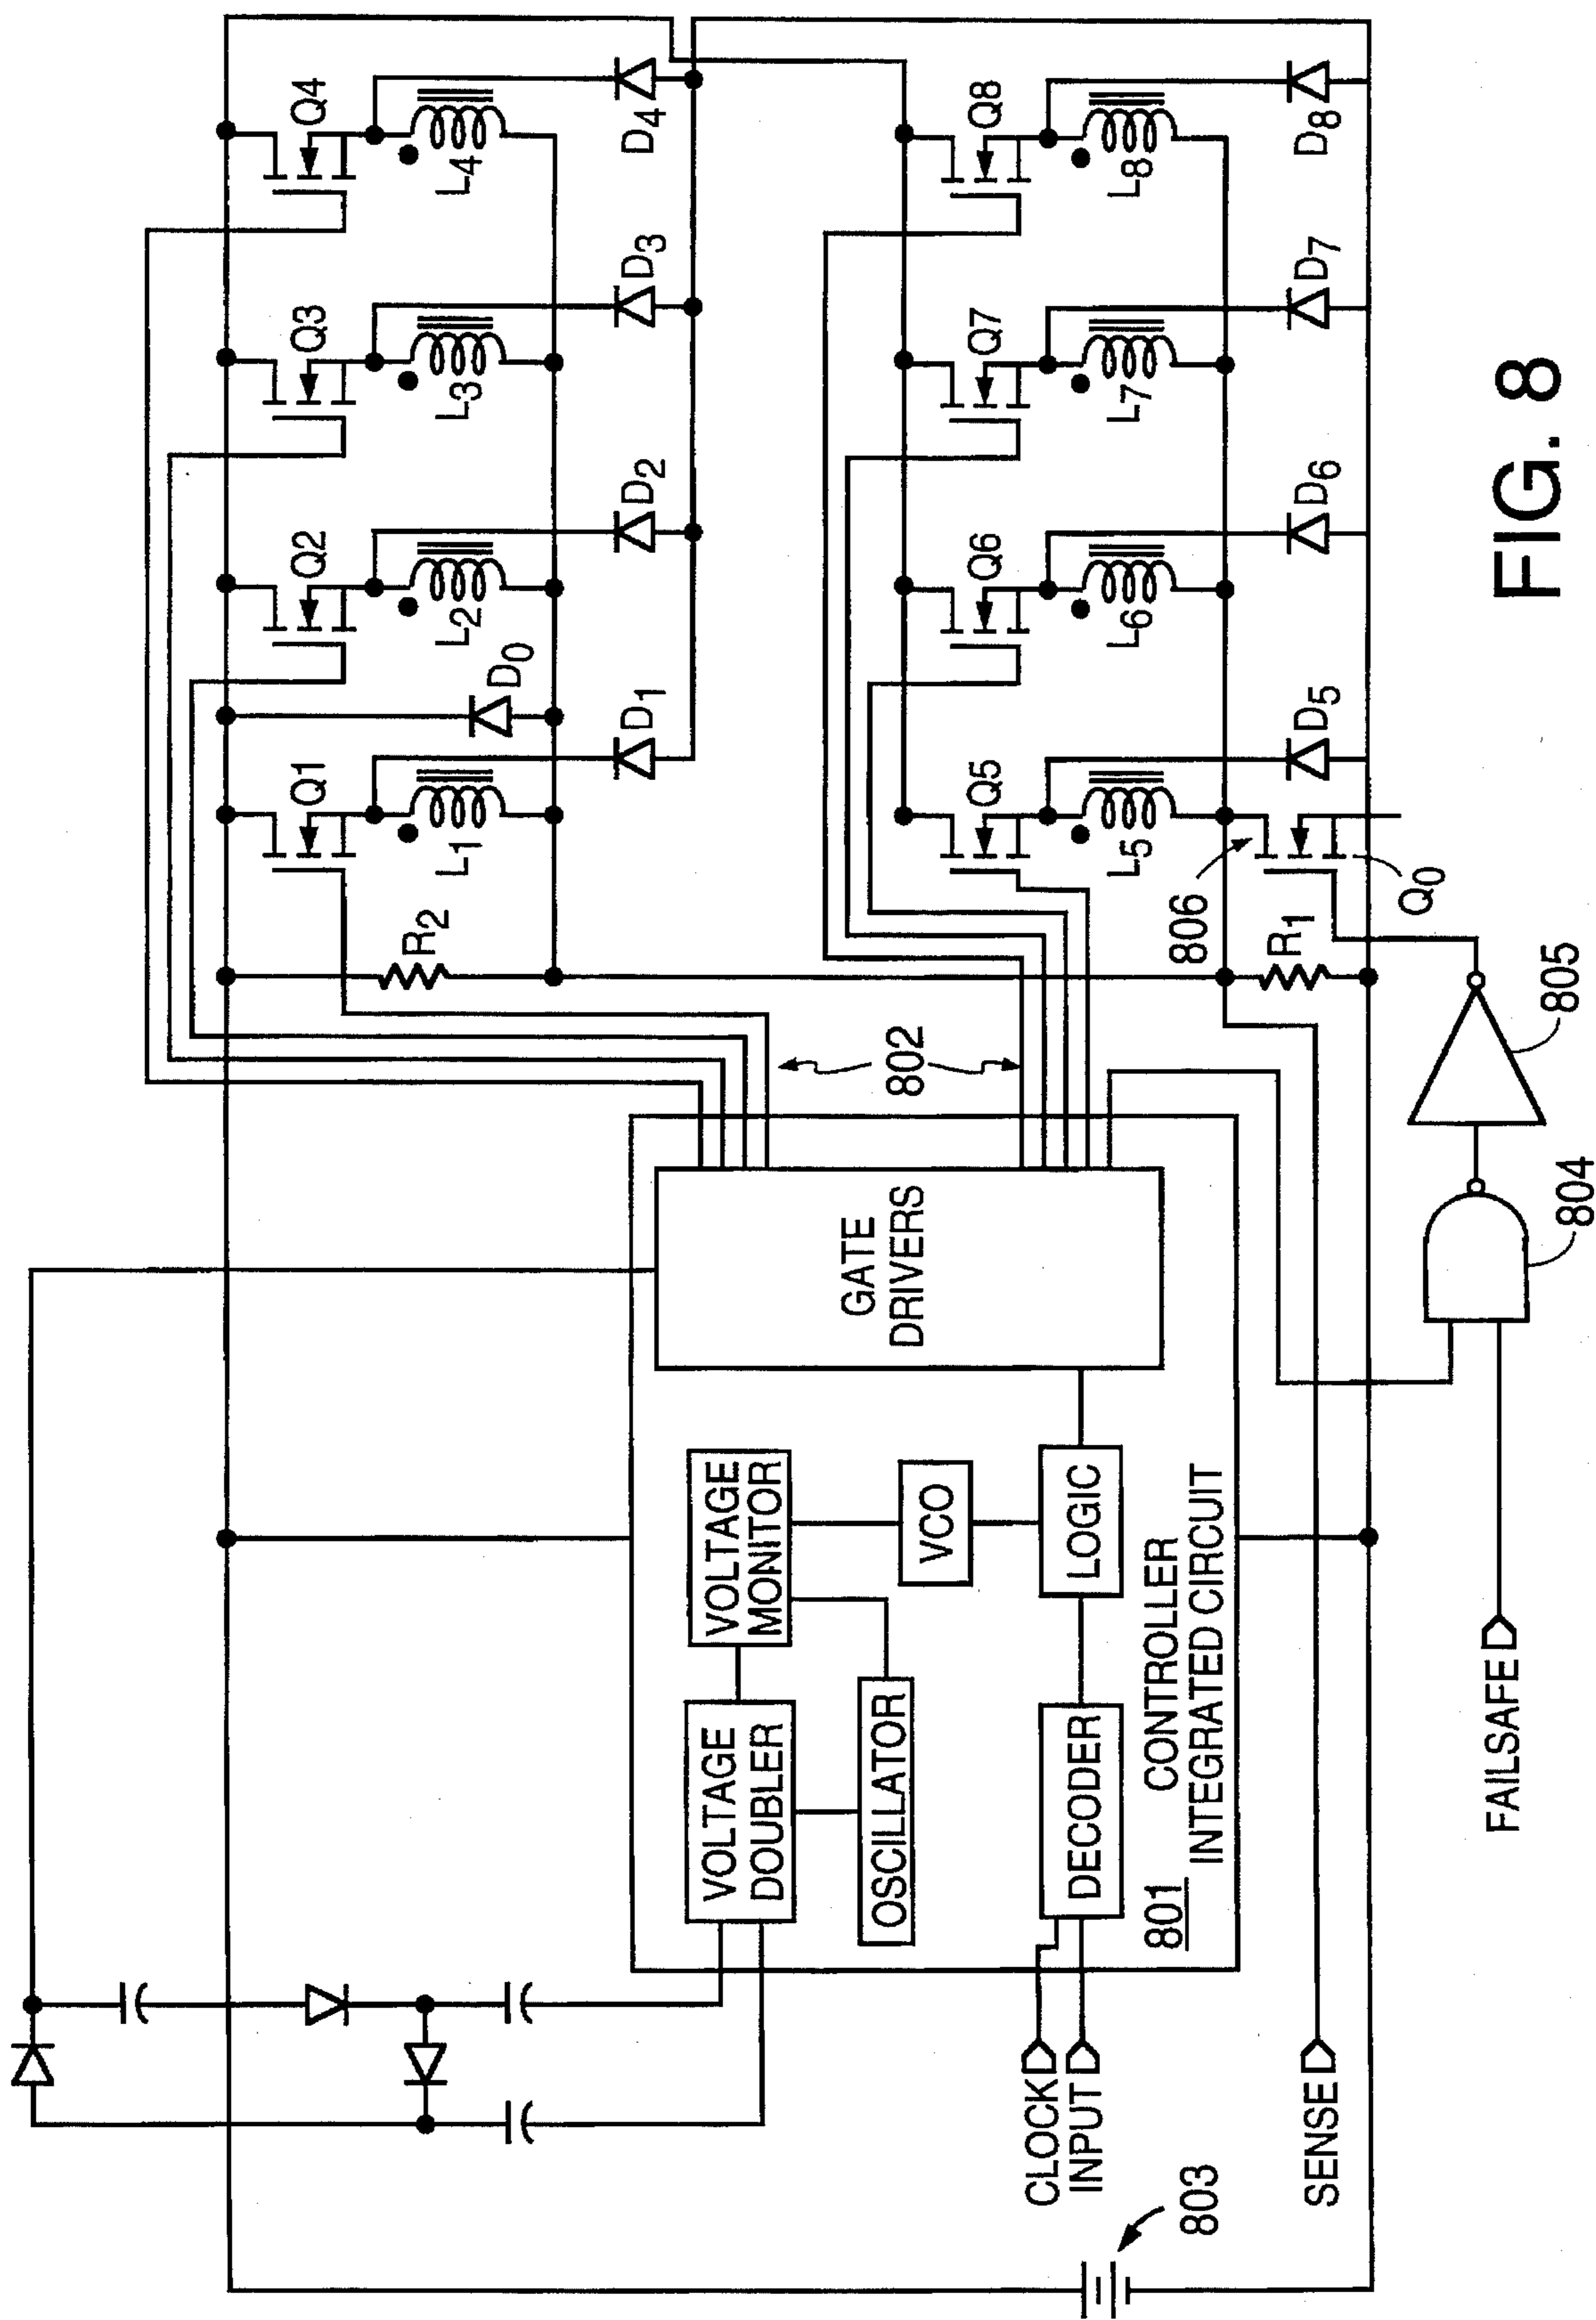 Q1
Q2
Q3
Q4
R2
L1
L2
L3
L4
D0
D1
D2
D3
D4
802
GATE
DRIVERS
VOLTAGE
MONITOR
VOLTAGE
DOUBLER
OSCILLATOR
VCO
LOGIC
DECODER
801
CONTROLLER
INTEGRATED CIRCUIT
CLOCK
INPUT
SENSE
803
Q5
Q6
Q7
Q8
L5
L6
L7
L8
D5
D6
D7
D8
806
R1
Q0
805
804
FAILSAFE
FIG. 8